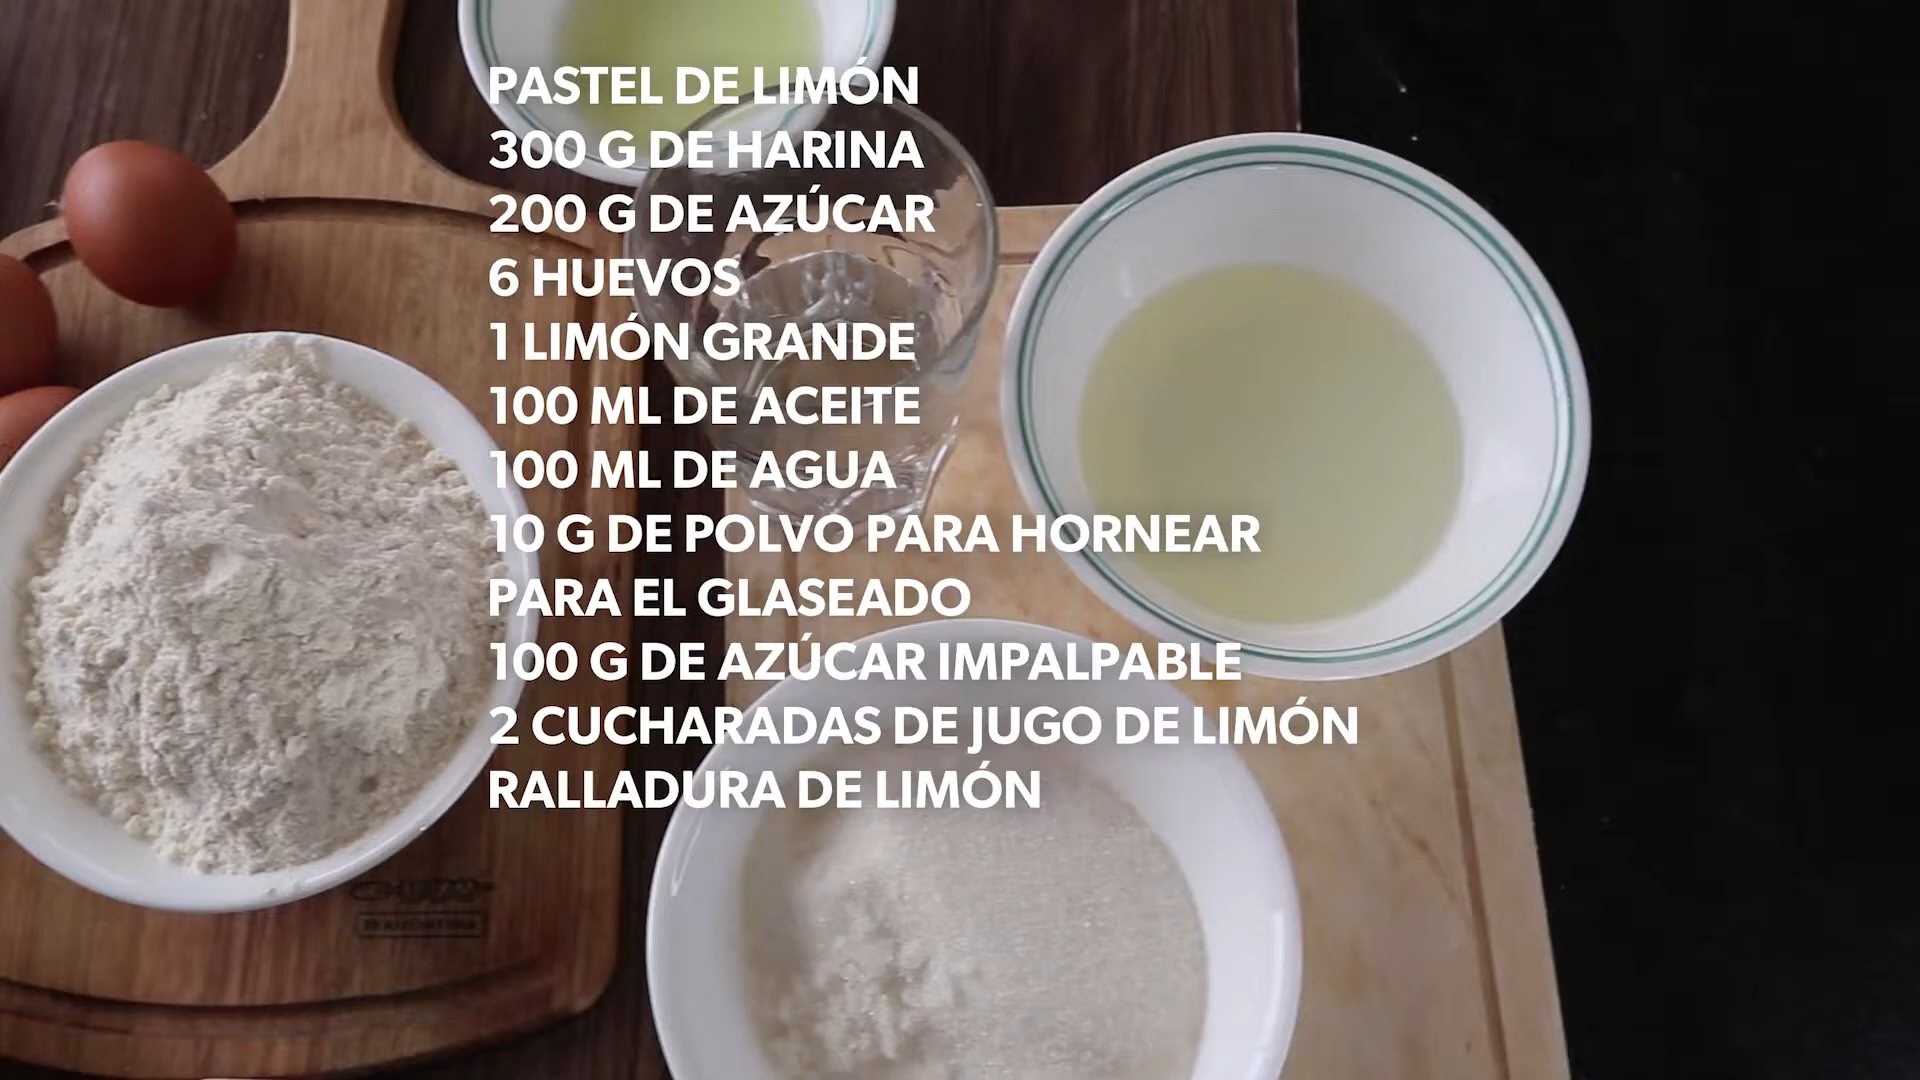 PASTEL DE LIMÓN
300 G DE HARINA
200 G DE AZÚCAR
6 HUEVOS
1 LIMÓN GRANDE
100 ML DE ACEITE
100 ML DE AGUA
10 G DE POLVO PARA HORNEAR
PARA EL GLASEADO
100 G DE AZÚCAR IMPALPABLE
2 CUCHARADAS DE JUGO DE LIMÓN
RALLADURA DE LIMÓN
TRAMONTINA